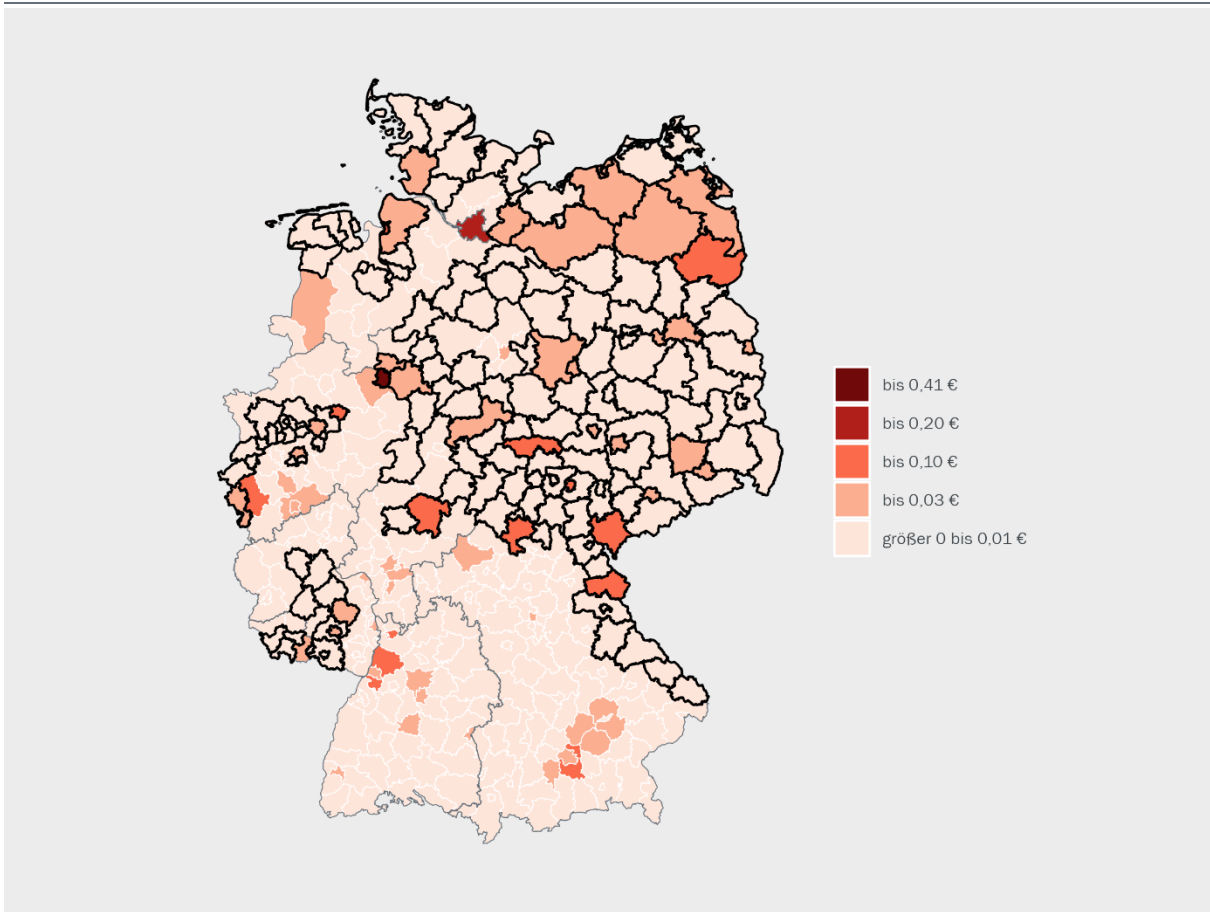 bis 0,41 €
bis 0,20 €
bis 0,10 €
bis 0,03 €
größer 0 bis 0,01 €